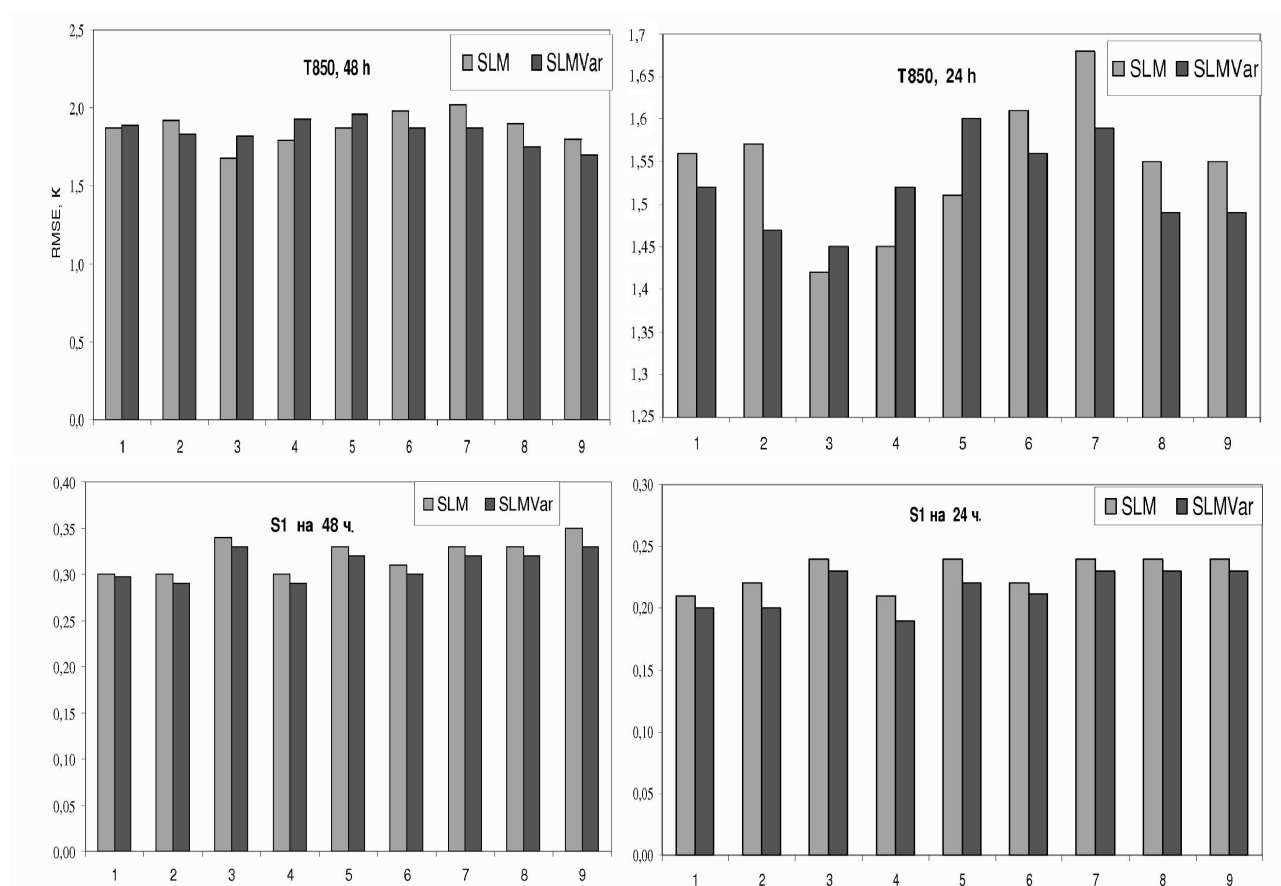 T850, 48 h
SLM SLMVar
RMSE, K
2,5
2,0
1,5
1,0
0,5
0,0
1 2 3 4 5 6 7 8 9
T850, 24 h
SLM SLMVar
1,7
1,65
1,6
1,55
1,5
1,45
1,4
1,35
1,3
1,25
1 2 3 4 5 6 7 8 9
S1 на 48 ч.
SLM SLMVar
0,40
0,35
0,30
0,25
0,20
0,15
0,10
0,05
0,00
1 2 3 4 5 6 7 8 9
S1 на 24 ч.
SLM SLMVar
0,30
0,25
0,20
0,15
0,10
0,05
0,00
1 2 3 4 5 6 7 8 9